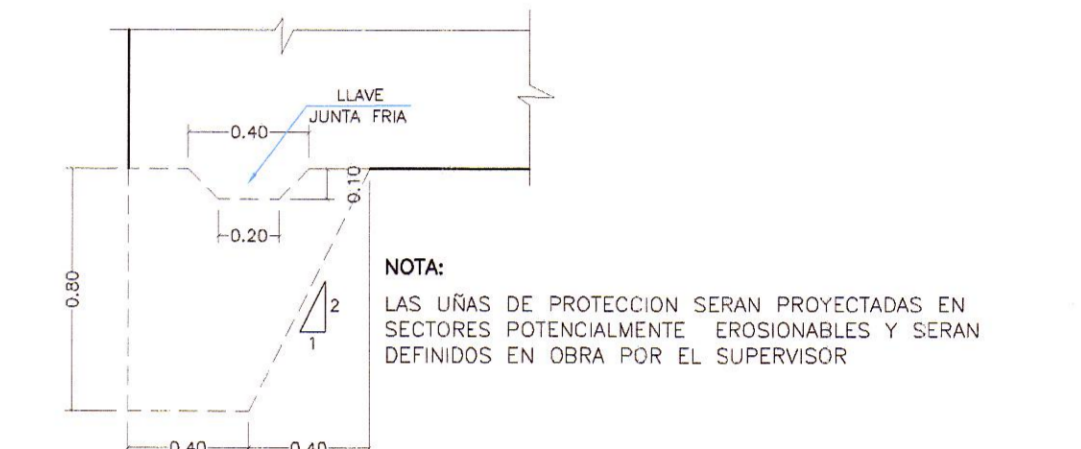 LLAVE
JUNTA FRIA
0.40
0.10
0.20
0.80
2
1
NOTA:
LAS UÑAS DE PROTECCION SERAN PROYECTADAS EN
SECTORES POTENCIALMENTE EROSIONABLES Y SERAN
DEFINIDOS EN OBRA POR EL SUPERVISOR
0.40 0.40